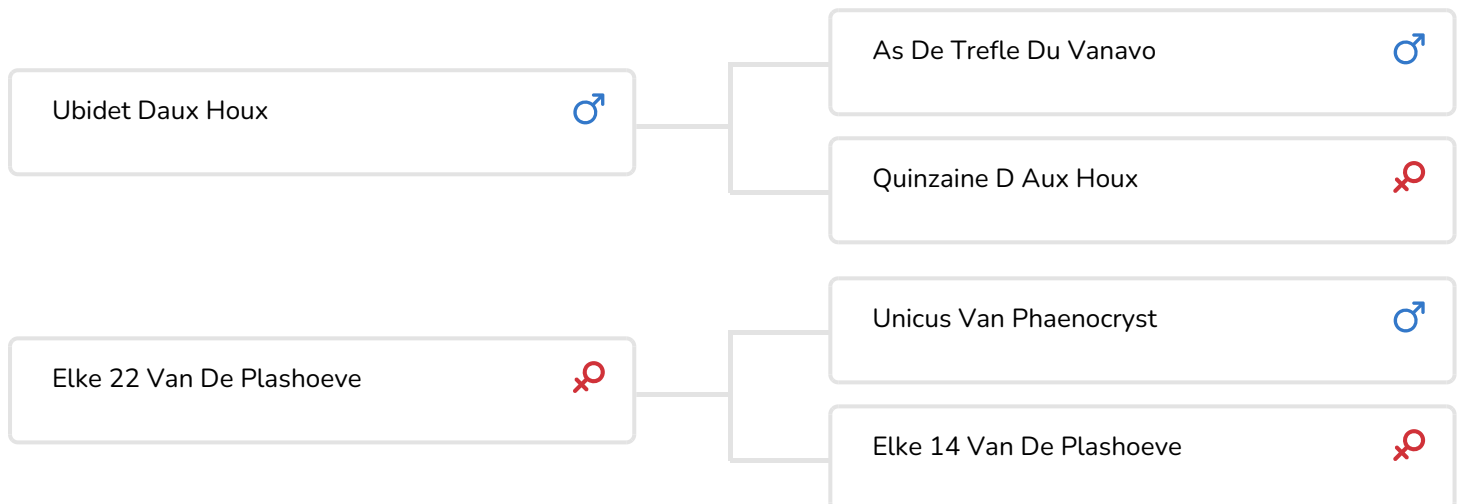 As De Trefle Du Vanavo
Ubidet Daux Houx
Quinzaine D Aux Houx
Unicus Van Phaenocryst
Elke 22 Van De Plashoeve
Elke 14 Van De Plashoeve